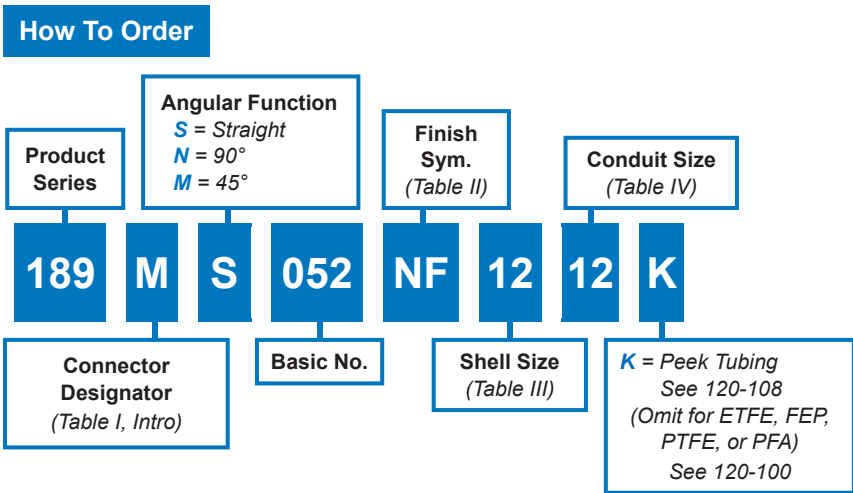 How To Order
Angular Function
S = Straight
N = 90°
M = 45°
Product
Series
Finish
Sym.
(Table II)
Conduit Size
(Table IV)
189 M S 052 NF 12 12 K
Connector
Designator
(Table I, Intro)
Basic No.
Shell Size
(Table III)
K = Peek Tubing
See 120-108
(Omit for ETFE, FEP,
PTFE, or PFA)
See 120-100